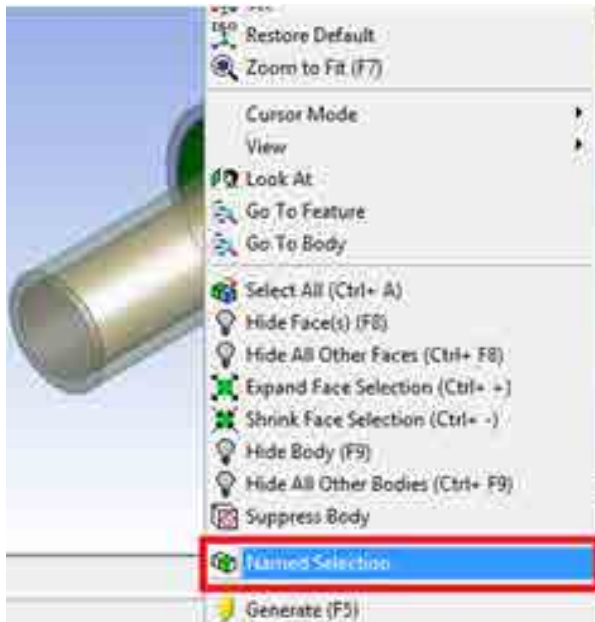 ISO
Restore Default
Zoom to Fit (F7)
Cursor Mode
View
Look At
Go To Feature
Go To Body
Select All (Ctrl+ A)
Hide Face(s) (F8)
Hide All Other Faces (Ctrl+ F8)
Expand Face Selection (Ctrl+ +)
Shrink Face Selection (Ctrl+ -)
Hide Body (F9)
Hide All Other Bodies (Ctrl+ F9)
Suppress Body
Named Selection
Generate (F5)